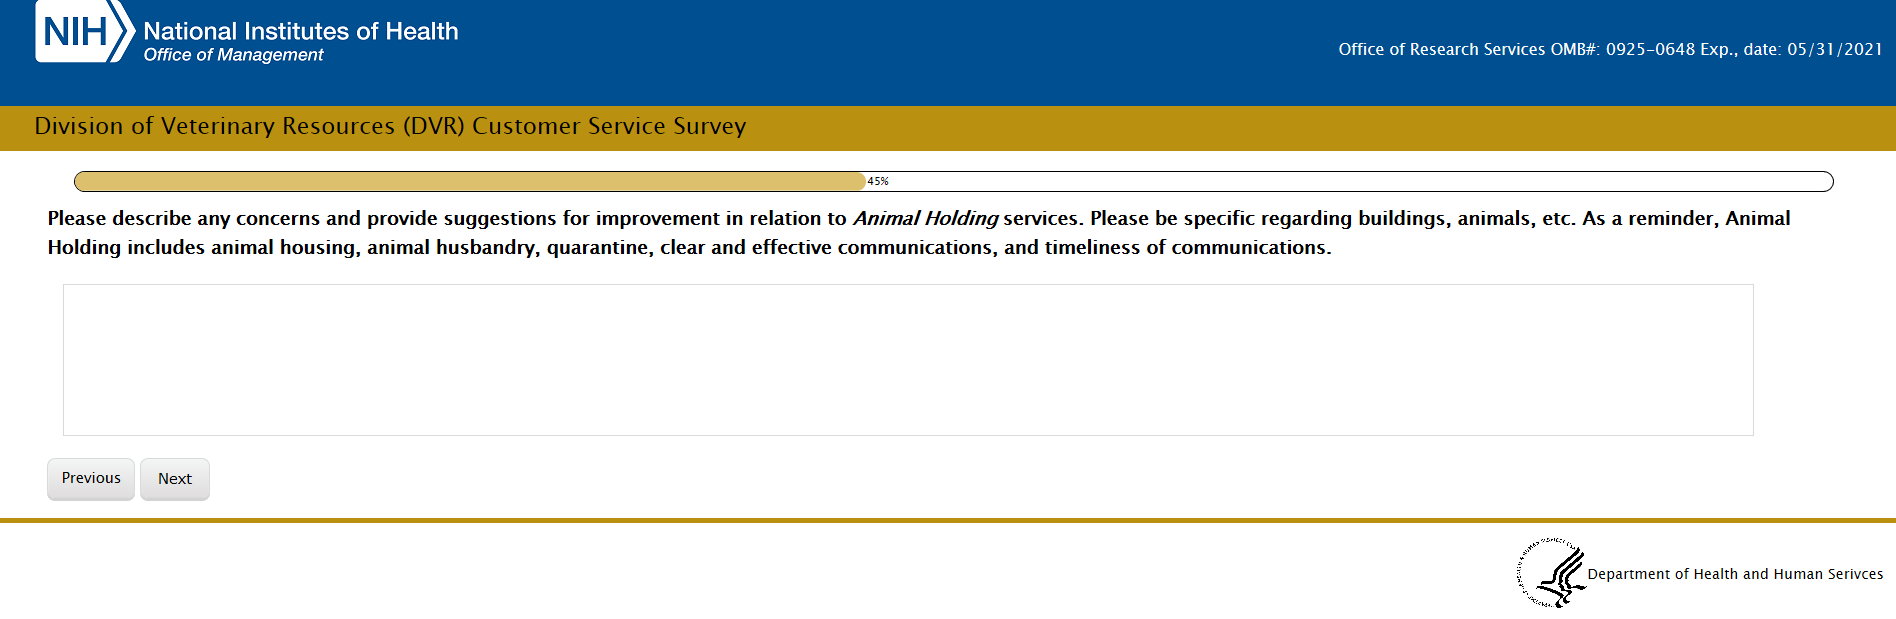 NIH National Institutes of Health
Office of Management
Office of Research Services OMB#: 0925-0648 Exp., date: 05/31/2021
Division of Veterinary Resources (DVR) Customer Service Survey
45%
Please describe any concerns and provide suggestions for improvement in relation to Animal Holding services. Please be specific regarding buildings, animals, etc. As a reminder, Animal
Holding includes animal housing, animal husbandry, quarantine, clear and effective communications, and timeliness of communications.
Previous Next
Department of Health and Human Serivces